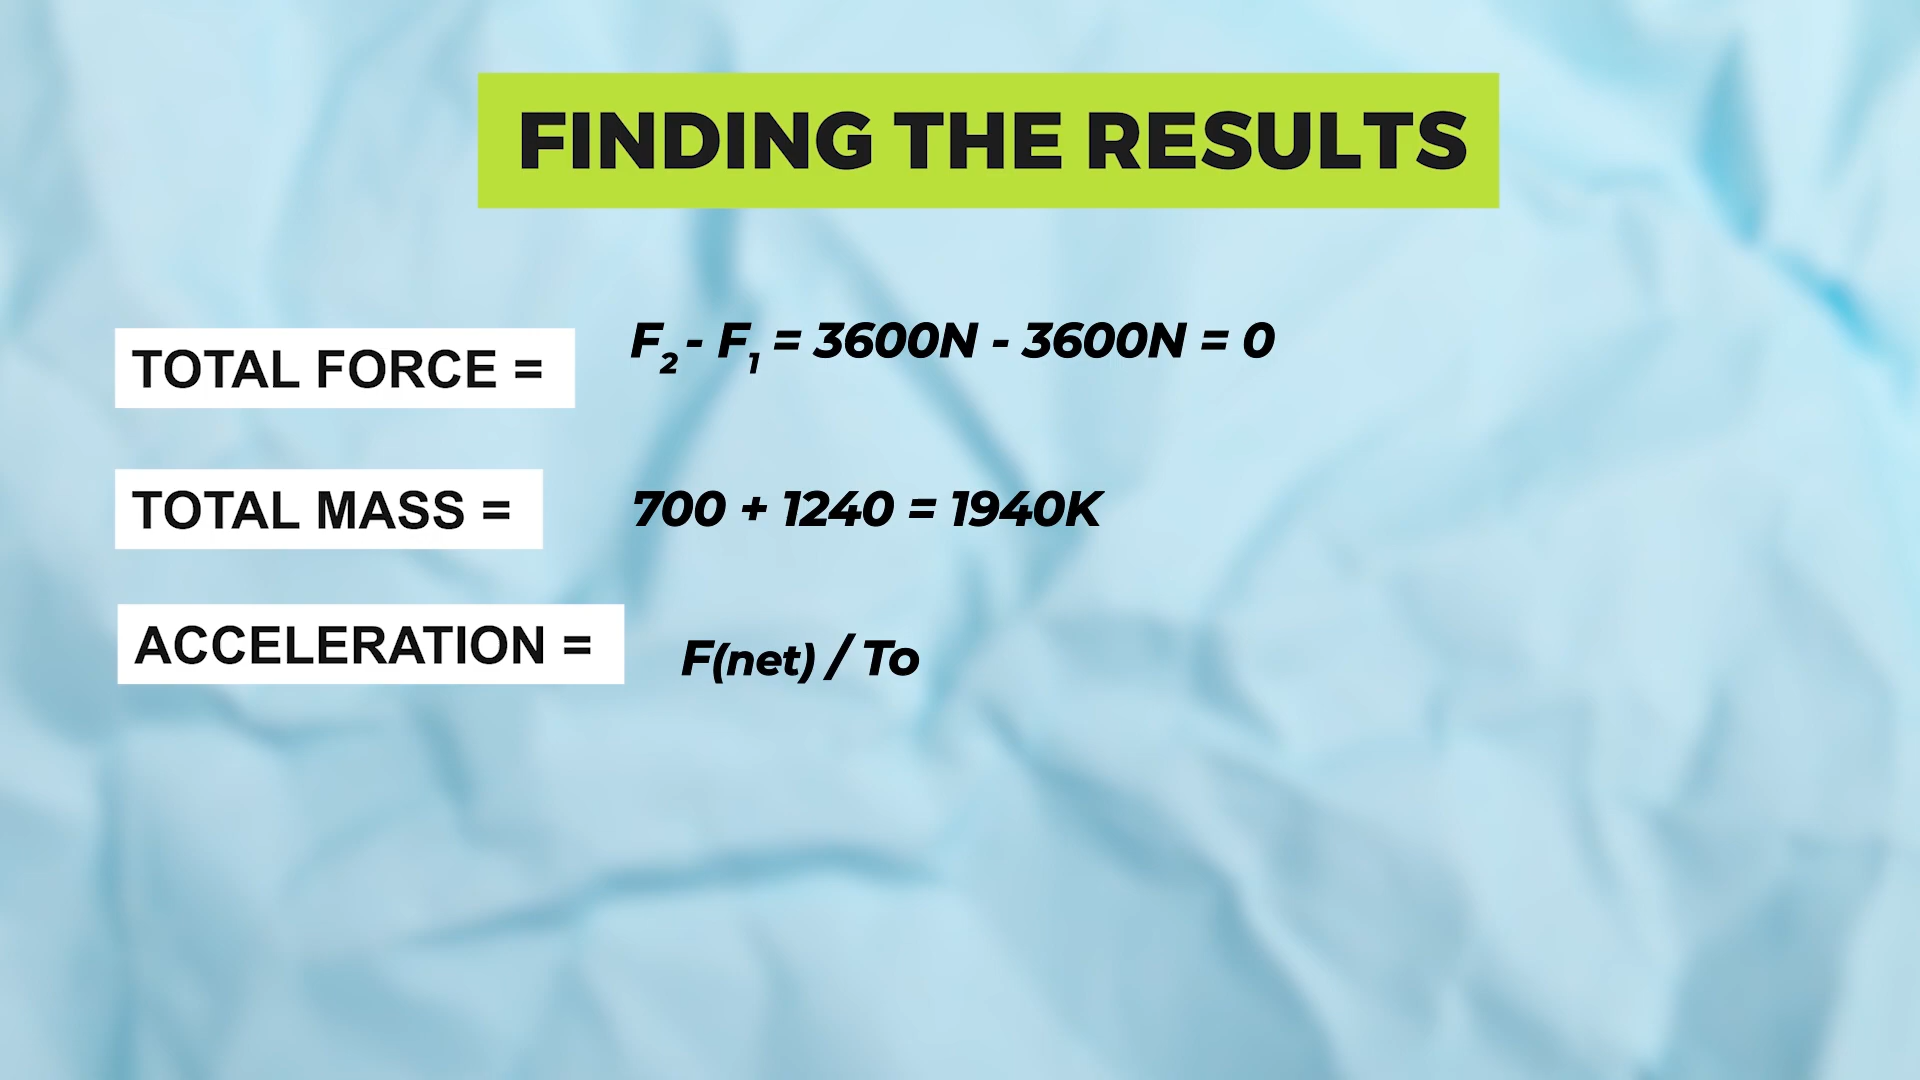 FINDING THE RESULTS
TOTAL FORCE = F₂ - F₁ = 3600N - 3600N = 0
TOTAL MASS = 700 + 1240 = 1940K
ACCELERATION = F(net) / To